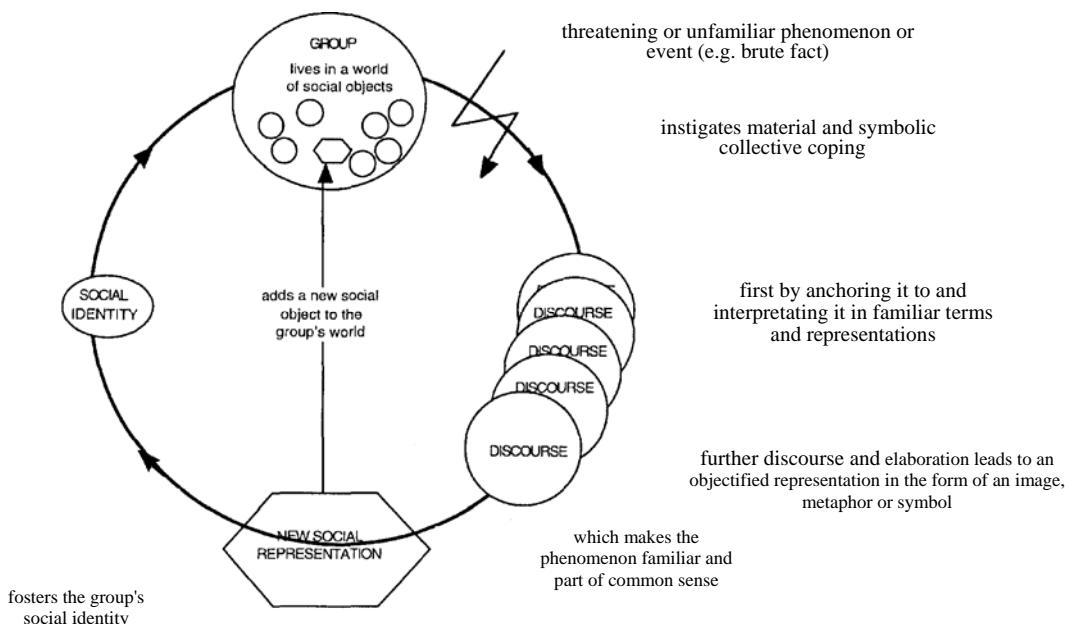 GROUP
lives in a world
of social objects
threatening or unfamiliar phenomenon or
event (e.g. brute fact)
instigates material and symbolic
collective coping
SOCIAL
IDENTITY
adds a new social
object to the
group's world
DISCOURSE
DISCOURSE
DISCOURSE
DISCOURSE
first by anchoring it to and
interpretating it in familiar terms
and representations
further discourse and elaboration leads to an
objectified representation in the form of an image,
metaphor or symbol
NEW SOCIAL
REPRESENTATION
which makes the
phenomenon familiar and
part of common sense
fosters the group's
social identity